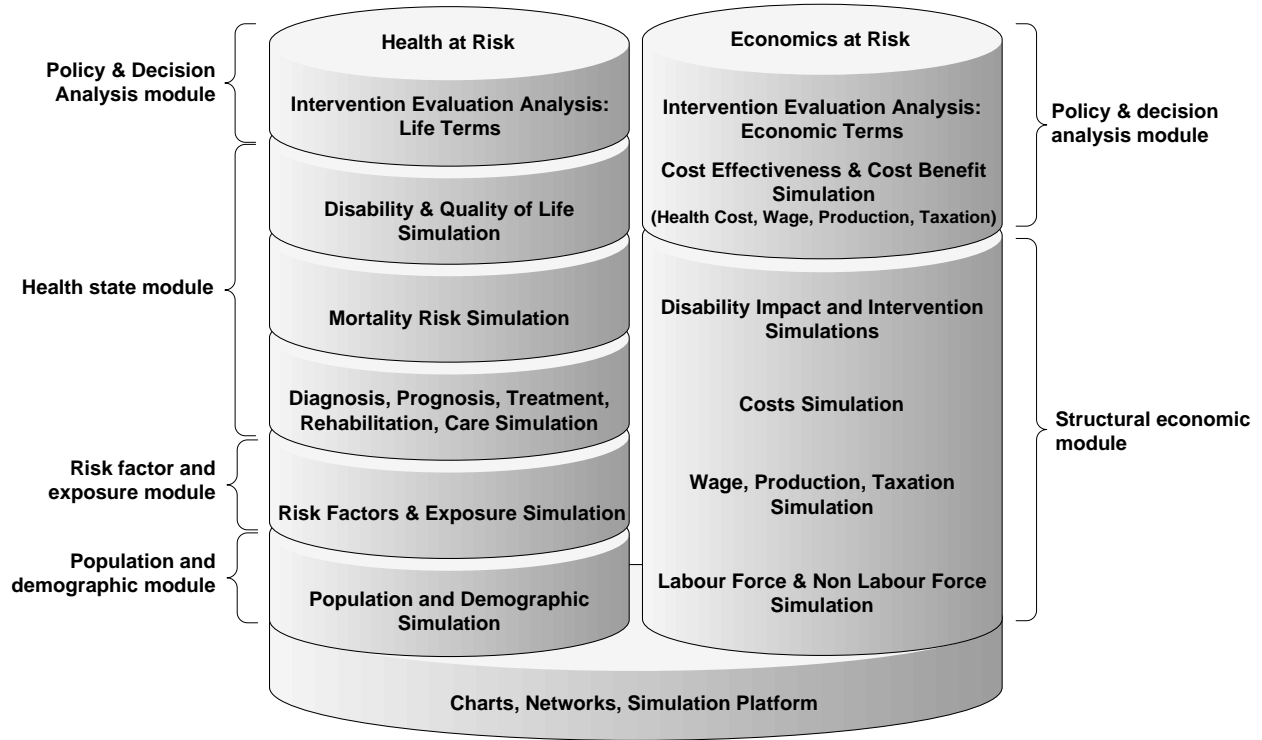 Health at Risk
Economics at Risk
Policy & Decision
Analysis module
Intervention Evaluation Analysis:
Life Terms
Intervention Evaluation Analysis:
Economic Terms
Policy & decision
analysis module
Cost Effectiveness & Cost Benefit
Simulation
(Health Cost, Wage, Production, Taxation)
Disability & Quality of Life
Simulation
Health state module
Mortality Risk Simulation
Disability Impact and Intervention
Simulations
Diagnosis, Prognosis, Treatment,
Rehabilitation, Care Simulation
Costs Simulation
Structural economic
module
Risk factor and
exposure module
Risk Factors & Exposure Simulation
Wage, Production, Taxation
Simulation
Population and
demographic module
Population and Demographic
Simulation
Labour Force & Non Labour Force
Simulation
Charts, Networks, Simulation Platform